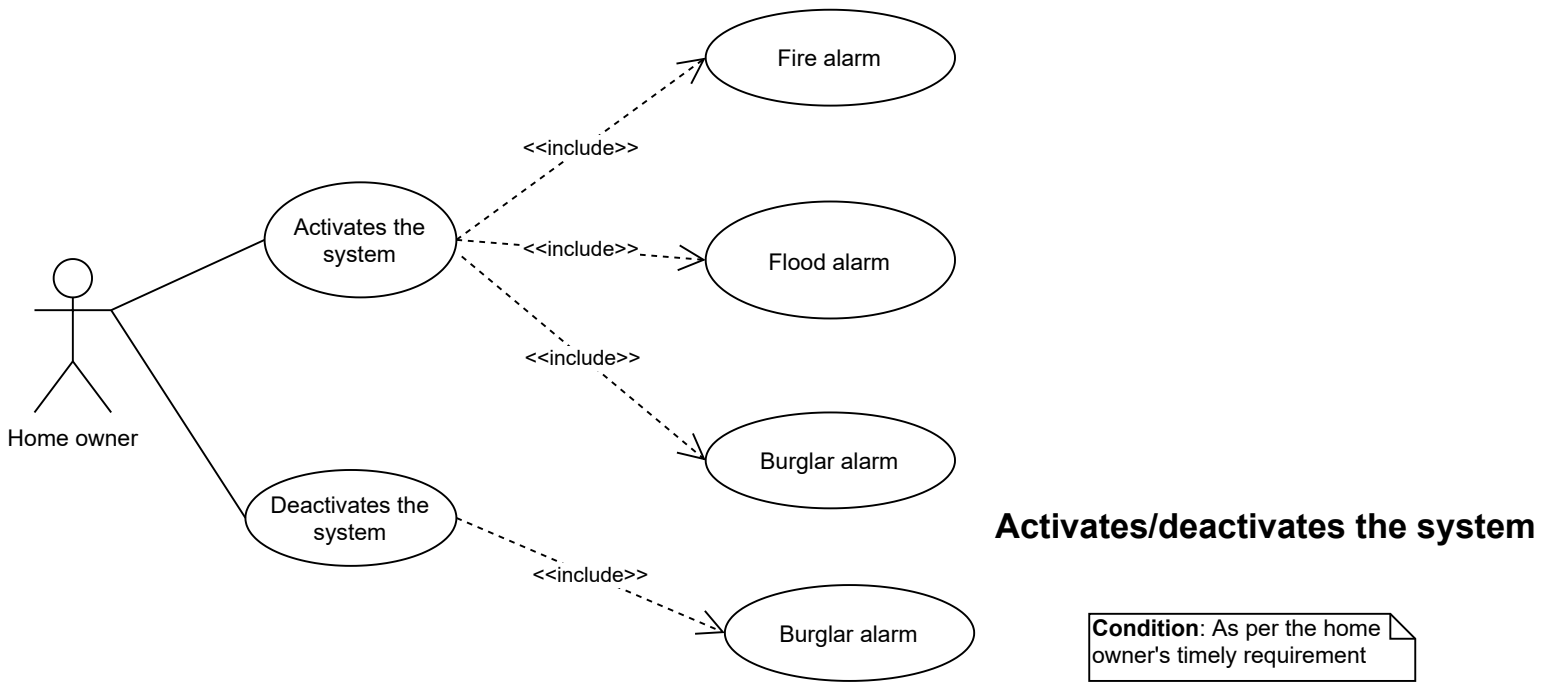 Fire alarm
<<include>>
Activates the
system
<<include>>
Flood alarm
<<include>>
Home owner
Burglar alarm
Deactivates the
system
Activates/deactivates the system
<<include>>
Burglar alarm
Condition: As per the home
owner's timely requirement